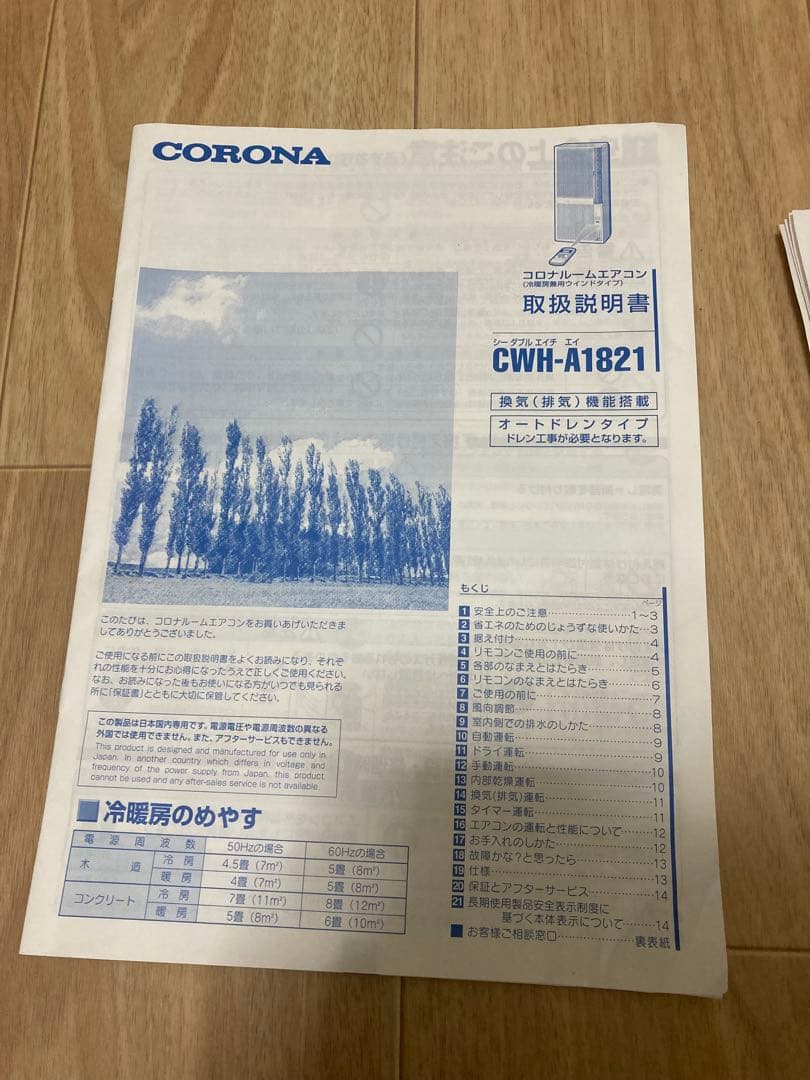 CORONA
コロナルームエアコン
(冷暖房兼用ウインドタイプ)
取扱説明書
シー ダブル エイチ エイ
CWH-A1821
換気(排気)機能搭載
オートドレンタイプ
ドレン工事が必要となります。
このたびは、コロナルームエアコンをお買いあげいただきま
してありがとうございました。
ご使用になる前にこの取扱説明書をよくお読みになり、それぞ
れの性能を十分にお心得になったうえで正しくご使用ください。
なお、お読みになった後もお使いになる方がいつでも見られる
所に「保証書」とともに大切に保管してください。
この製品は日本国内専用です。電源電圧や電源周波数の異なる
外国では使用できません。また、アフターサービスもできません。
This product is designed and manufactured for use only in
Japan. In another country which differs in voltage and
frequency of the power supply from Japan, this product
cannot be used and any after-sales service is not available.
■冷暖房のめやす
電源周波数 50Hzの場合 60Hzの場合
木造 冷房 4.5畳(7m²) 5畳(8m²)
暖房 4畳(7m²) 5畳(8m²)
コンクリート 冷房 7畳(11m²) 8畳(12m²)
暖房 5畳(8m²) 6畳(10m²)
もくじ
ページ
1 安全上のご注意……………1~3
2 省エネのためのじょうずな使いかた…3
3 据え付け……………4
4 リモコンご使用の前に……………4
5 各部のなまえとはたらき……………5
6 リモコンのなまえとはたらき……………6
7 ご使用の前に……………7
8 風向調節……………8
9 室内側での排水のしかた……………8
10 自動運転……………9
11 ドライ運転……………9
12 手動運転……………10
13 内部乾燥運転……………10
14 換気(排気)運転……………11
15 タイマー運転……………11
16 エアコンの運転と性能について……12
17 お手入れのしかた……………12
18 故障かな?と思ったら……………13
19 仕様……………13
20 保証とアフターサービス……………14
21 長期使用製品安全表示制度に
基づく本体表示について………14
■ お客様ご相談窓口……………裏表紙